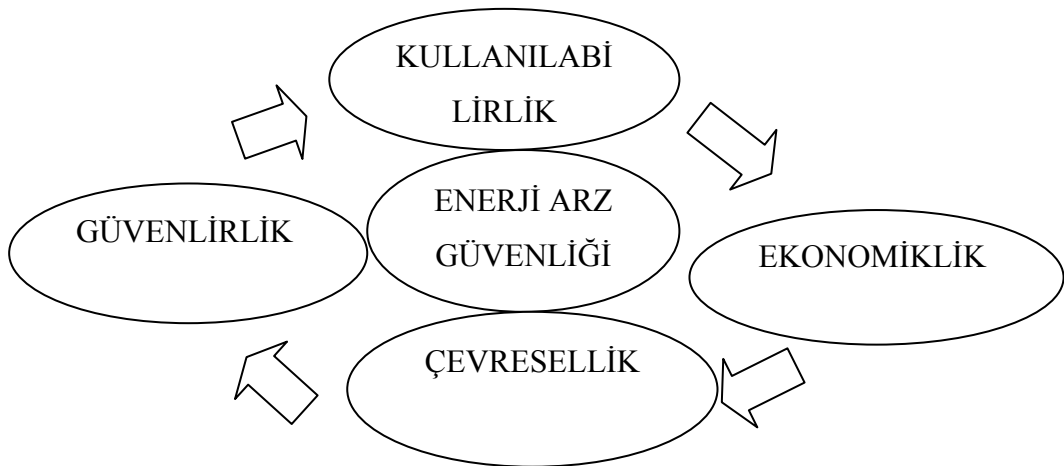 KULLANILABİ
LİRLİK
GÜVENLİRLİK
ENERJİ ARZ
GÜVENLİĞİ
EKONOMİKLİK
ÇEVRESELLİK